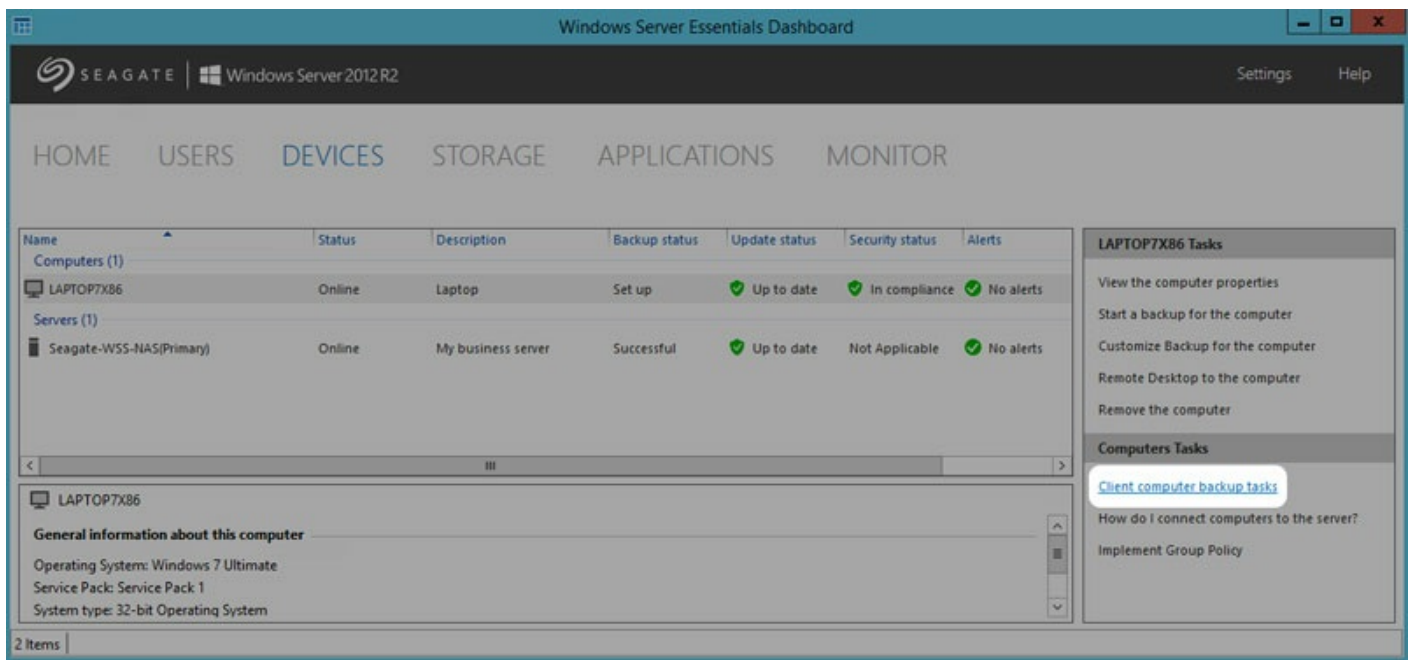 Windows Server Essentials Dashboard
SEAGATE Windows Server 2012 R2 Settings Help
HOME USERS DEVICES STORAGE APPLICATIONS MONITOR
Name Status Description Backup status Update status Security status Alerts
Computers (1)
LAPTOP7X86 Online Laptop Set up Up to date In compliance No alerts
Servers (1)
Seagate-WSS-NAS(Primary) Online My business server Successful Up to date Not Applicable No alerts
LAPTOP7X86 Tasks
View the computer properties
Start a backup for the computer
Customize Backup for the computer
Remote Desktop to the computer
Remove the computer
Computers Tasks
Client computer backup tasks
How do I connect computers to the server?
Implement Group Policy
LAPTOP7X86
General information about this computer
Operating System: Windows 7 Ultimate
Service Pack: Service Pack 1
System type: 32-bit Operating System
2 Items